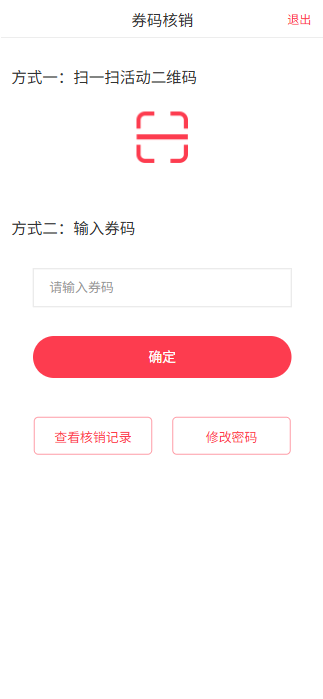 券码核销 退出
方式一：扫一扫活动二维码
方式二：输入券码
请输入券码
确定
查看核销记录 修改密码